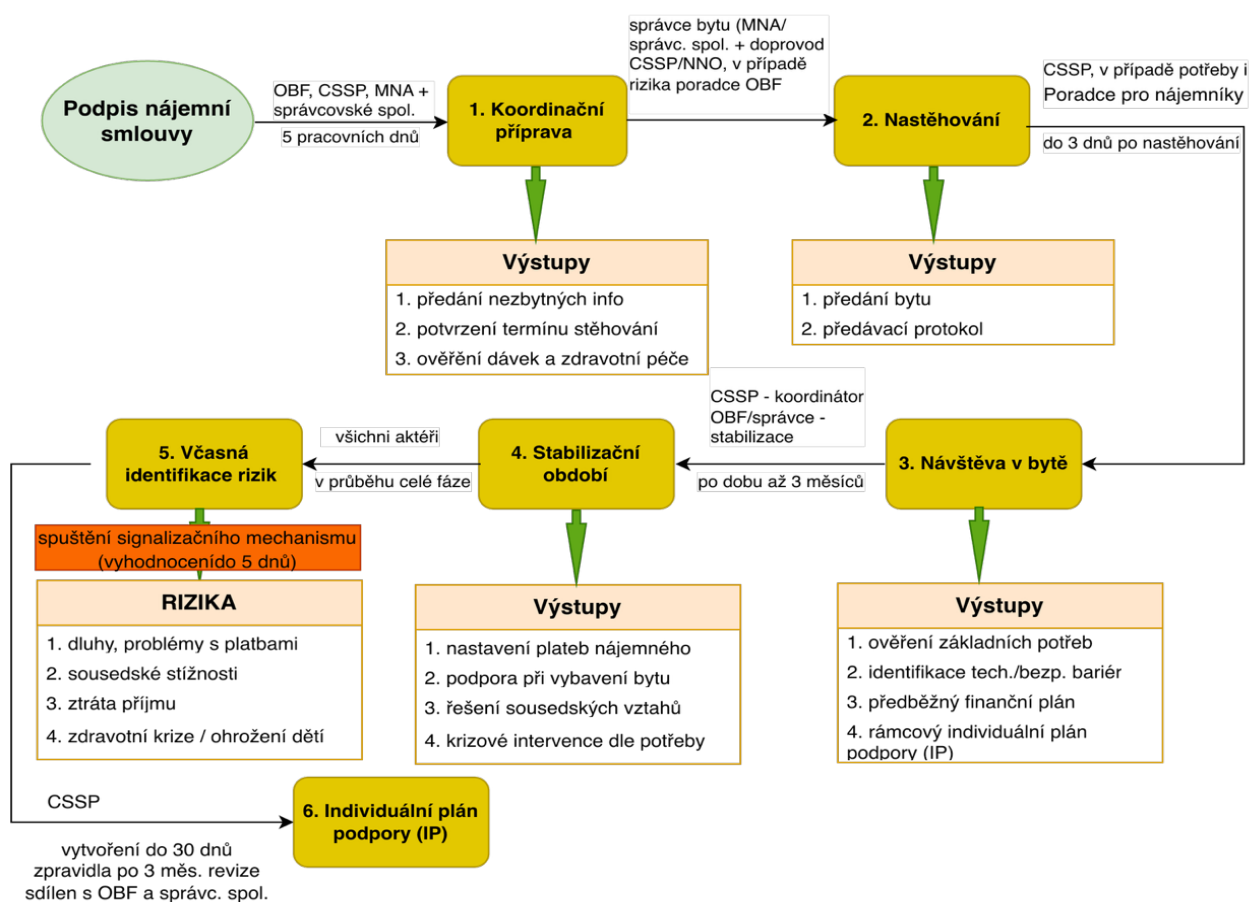 Podpis nájemní
smlouvy
OBF, CSSP, MNA +
správcovské spol.
5 pracovních dnů
1. Koordinační
příprava
správce bytu (MNA/
správc. spol. + doprovod
CSSP/NNO, v případě
rizika poradce OBF
2. Nastěhování
CSSP, v případě potřeby i
Poradce pro nájemníky
do 3 dnů po nastěhování
Výstupy
1. předání nezbytných info
2. potvrzení termínu stěhování
3. ověření dávek a zdravotní péče
Výstupy
1. předání bytu
2. předávací protokol
3. Návštěva v bytě
CSSP - koordinátor
OBF/správce -
stabilizace
po dobu až 3 měsíců
4. Stabilizační
období
všichni aktéři
v průběhu celé fáze
5. Včasná
identifikace rizik
spuštění signalizačního mechanismu
(vyhodnocenído 5 dnů)
RIZIKA
1. dluhy, problémy s platbami
2. sousedské stížnosti
3. ztráta příjmu
4. zdravotní krize / ohrožení dětí
Výstupy
1. nastavení plateb nájemného
2. podpora při vybavení bytu
3. řešení sousedských vztahů
4. krizové intervence dle potřeby
Výstupy
1. ověření základních potřeb
2. identifikace tech./bezp. bariér
3. předběžný finanční plán
4. rámcový individuální plán
podpory (IP)
CSSP
vytvoření do 30 dnů
zpravidla po 3 měs. revize
sdílen s OBF a správc. spol.
6. Individuální plán
podpory (IP)